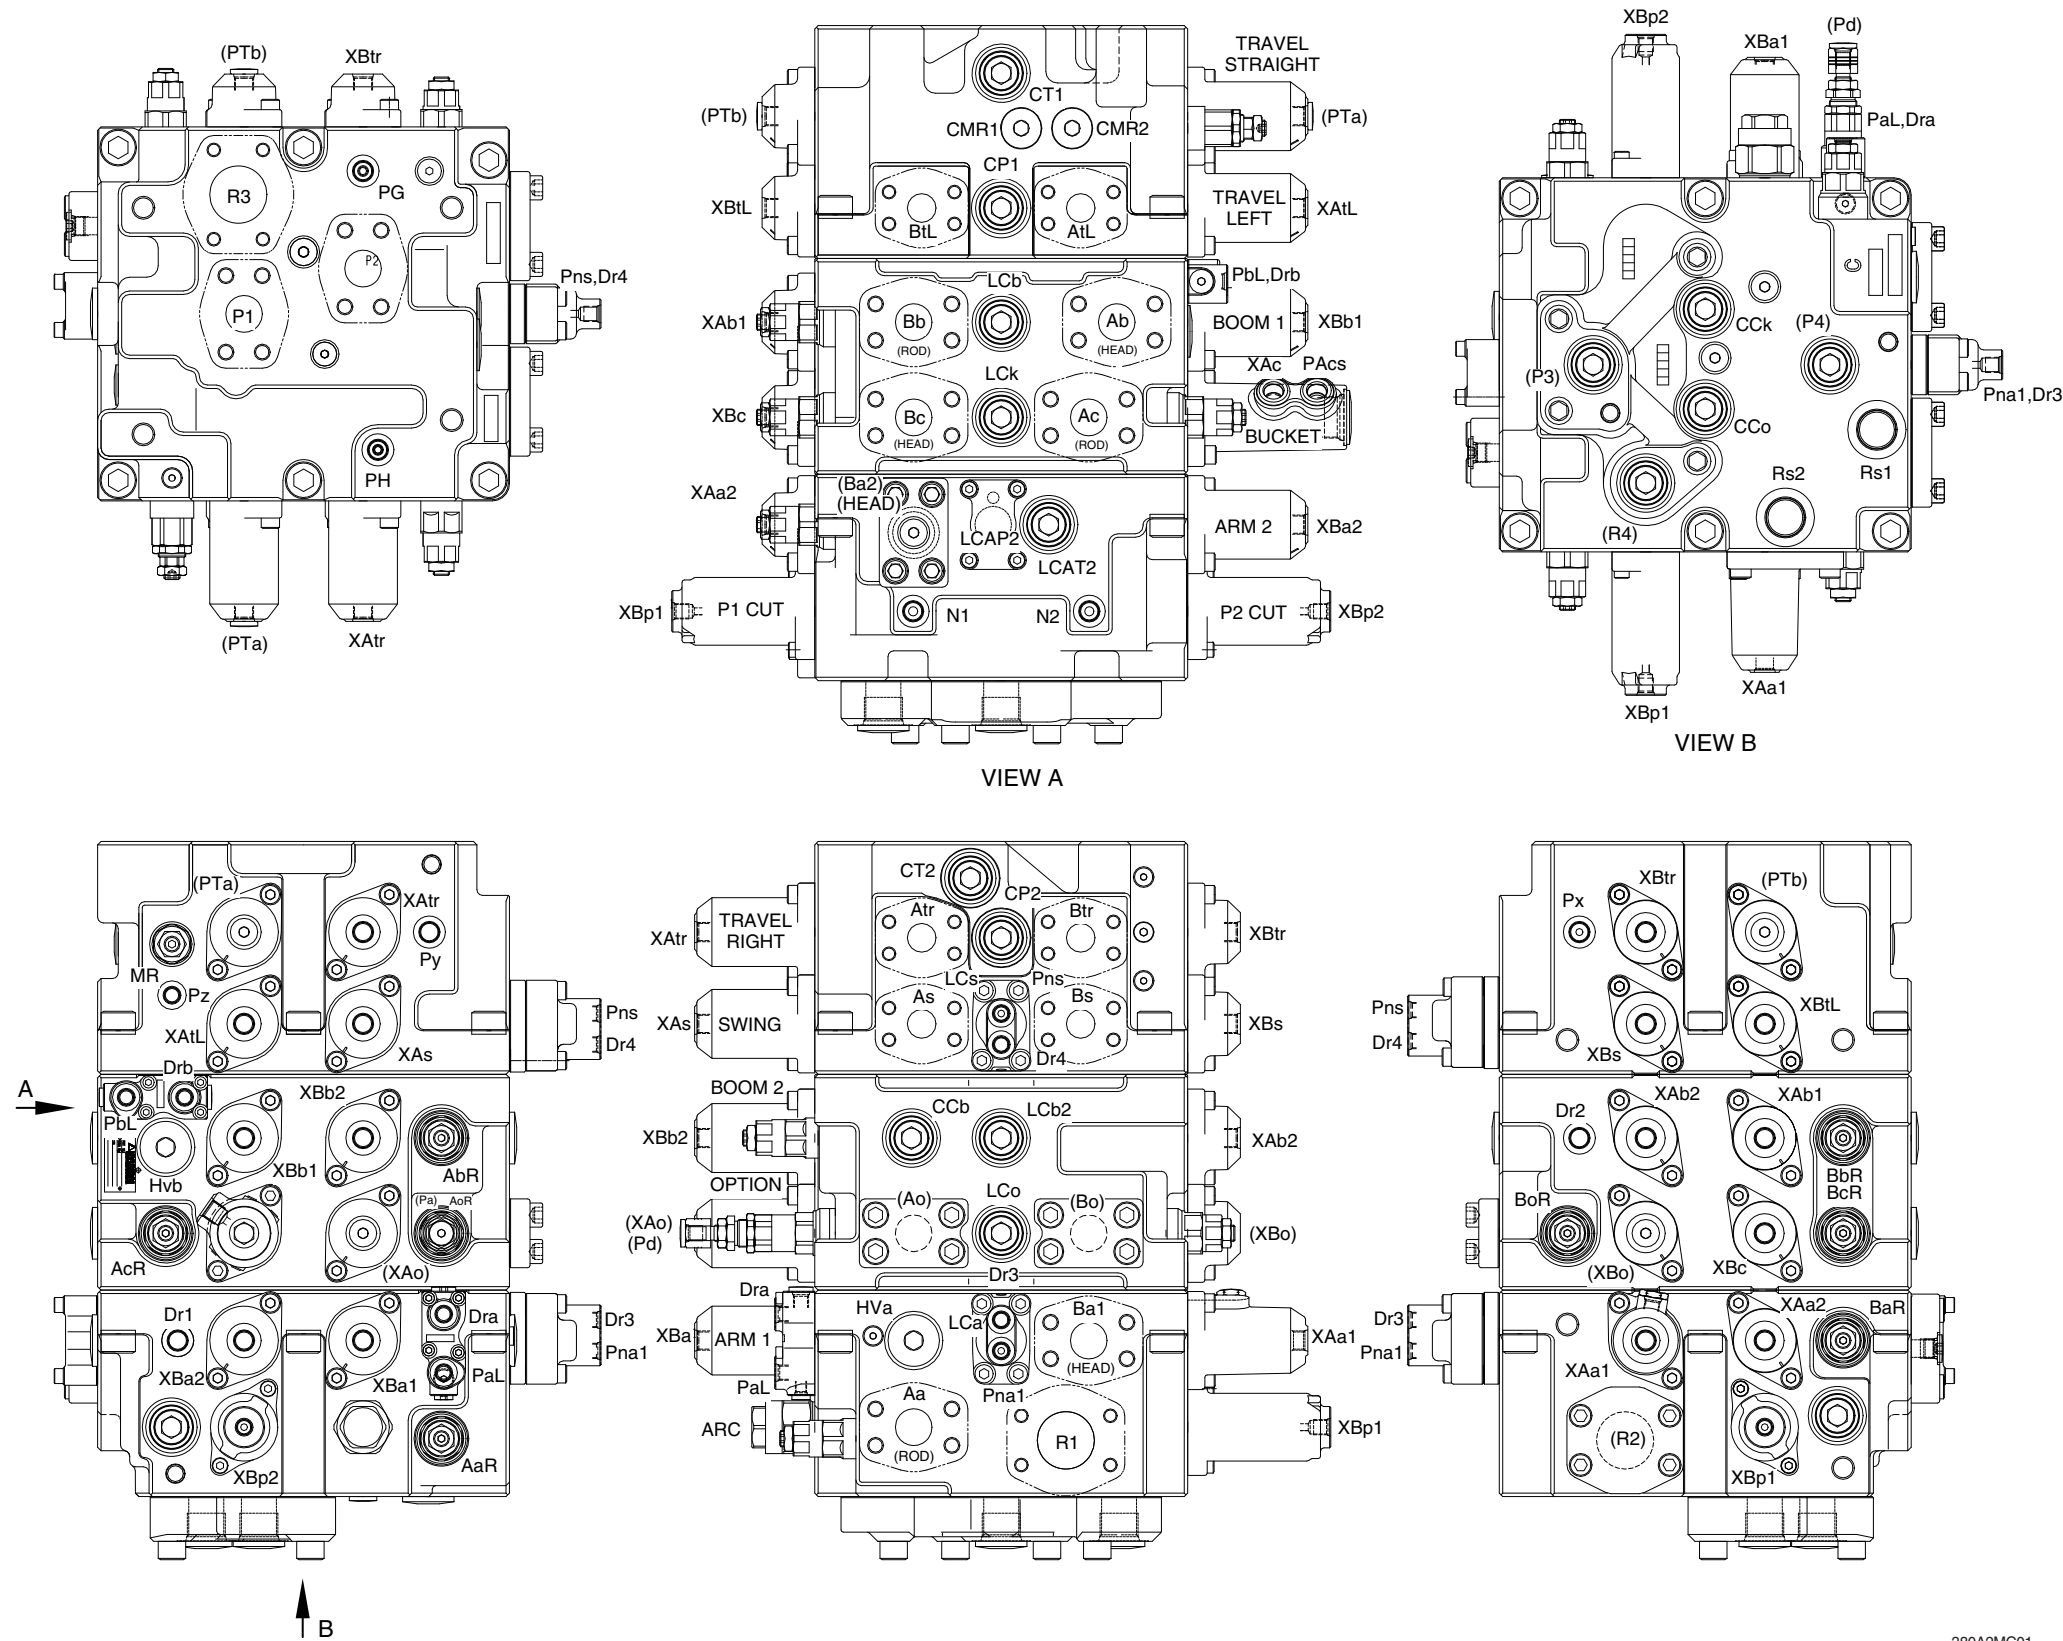 (PTb)
XBtr
R3
PG
P2
P1
Pns,Dr4
PH
(PTa)
XAtr
TRAVEL
STRAIGHT
CT1
(PTb)
CMR1
CMR2
(PTa)
CP1
XBtL
BtL
AtL
TRAVEL
LEFT
XAtL
LCb
PbL,Drb
XAb1
Bb
(ROD)
Ab
(HEAD)
BOOM 1
XBb1
LCk
XAc
PAcs
XBc
Bc
(HEAD)
Ac
(ROD)
BUCKET
XAa2
(Ba2)
(HEAD)
LCAP2
LCAT2
ARM 2
XBa2
XBp1
P1 CUT
N1
N2
P2 CUT
XBp2
VIEW A
XBp2
XBa1
(Pd)
PaL,Dra
C
CCk
(P4)
(P3)
Pna1,Dr3
CCo
Rs1
Rs2
(R4)
XAa1
XBp1
VIEW B
(PTa)
XAtr
Py
MR
Pz
XAtL
XAs
Pns
Dr4
Drb
A
PbL
XBb2
XBb1
Hvb
AbR
(Pa)
AoR
AcR
(XAo)
Dr1
Dra
Dr3
Pna1
XBa2
XBa1
PaL
XBp2
AaR
B
CT2
CP2
XAtr
TRAVEL
RIGHT
Atr
Btr
XBtr
LCs
Pns
XAs
SWING
As
Bs
XBs
Dr4
BOOM 2
CCb
LCb2
XBb2
XAb2
OPTION
(Ao)
LCo
(Bo)
(XAo)
(Pd)
(XBo)
Dr3
Dra
HVa
LCa
Ba1
(HEAD)
XBa
ARM 1
XAa1
PaL
Pna1
ARC
Aa
(ROD)
R1
XBp1
XBtr
(PTb)
Px
XBtL
Pns
Dr4
XBs
XAb2
XAb1
Dr2
BbR
BcR
BoR
(XBo)
XBc
XAa2
BaR
Dr3
Pna1
XAa1
(R2)
XBp1